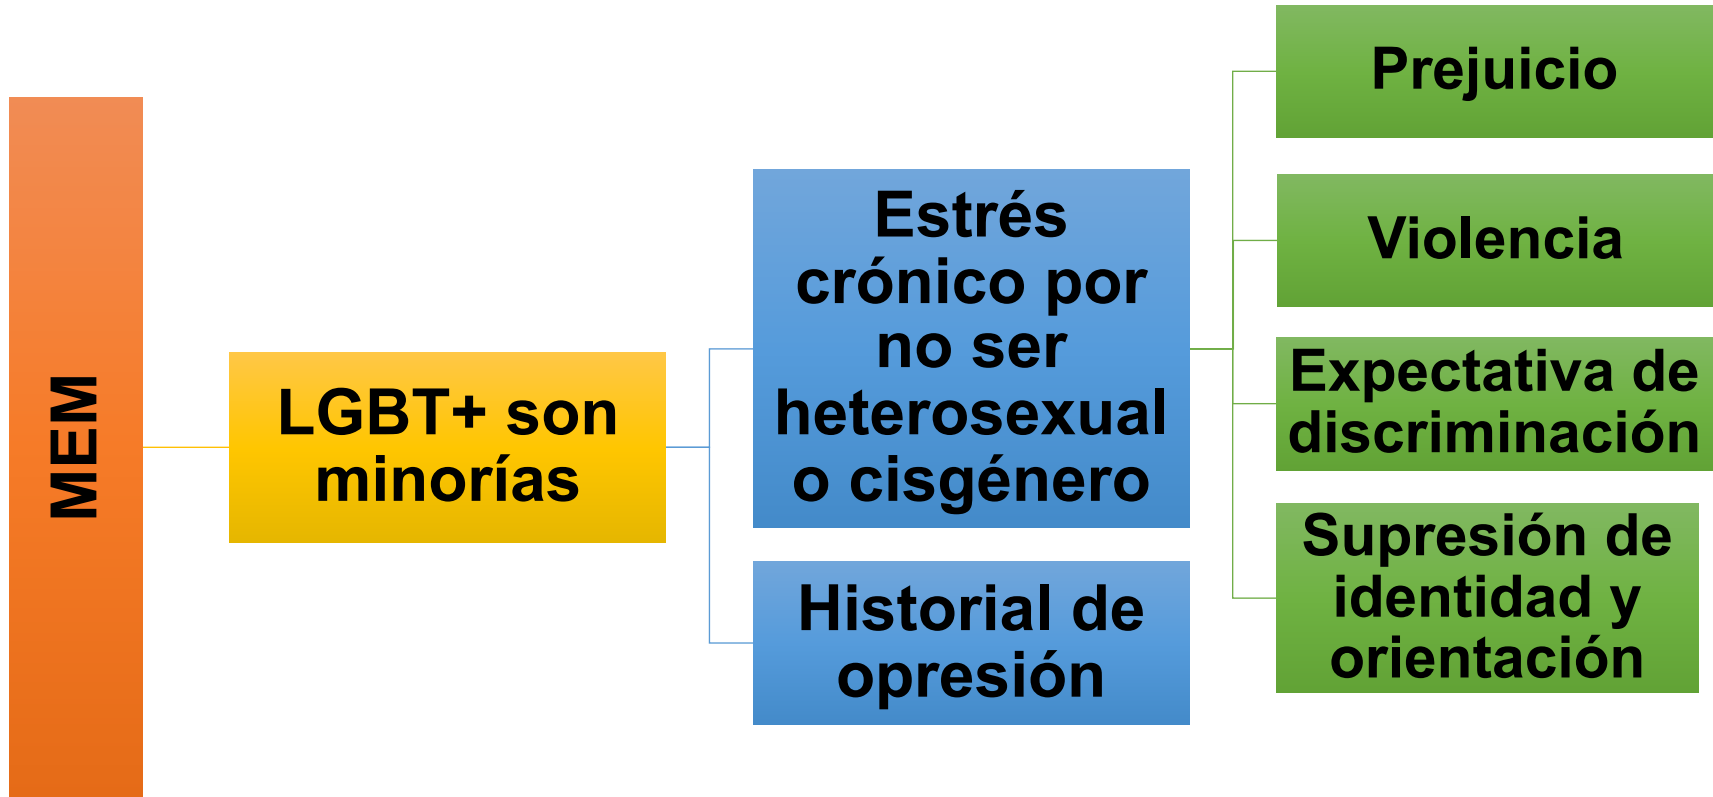 MEM
LGBT+ son
minorías
Estrés
crónico por
no ser
heterosexual
o cisgénero
Historial de
opresión
Prejuicio
Violencia
Expectativa de
discriminación
Supresión de
identidad y
orientación